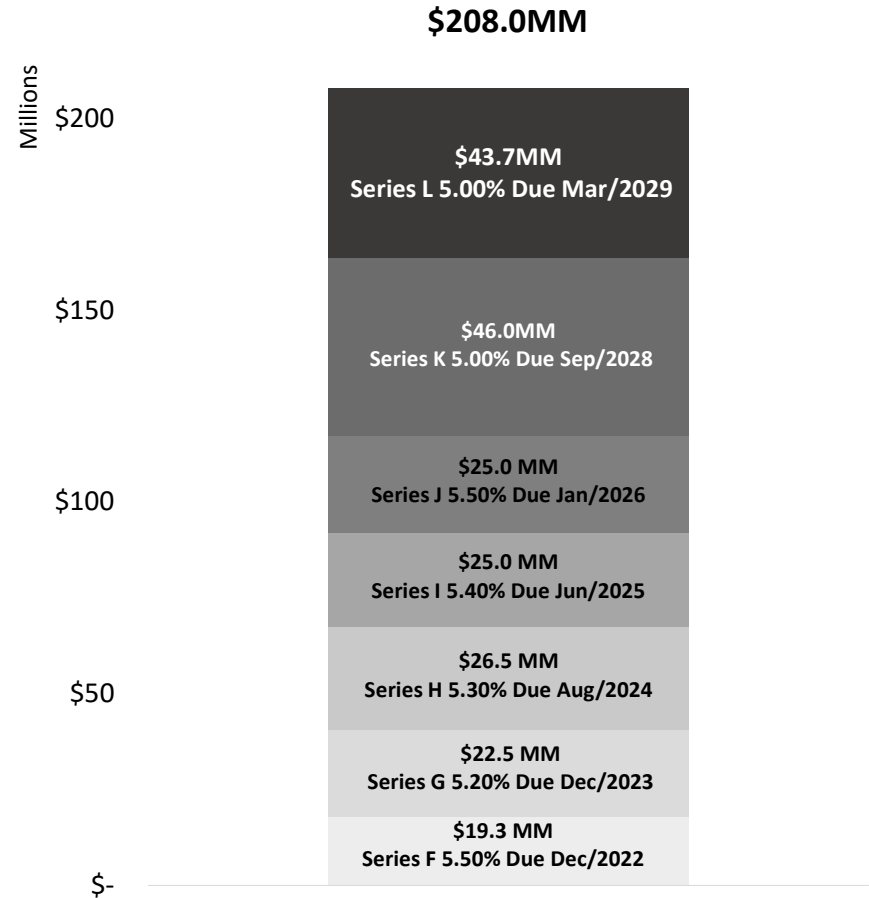 $208.0MM
Millions
$200
$43.7MM
Series L 5.00% Due Mar/2029
$150
$46.0MM
Series K 5.00% Due Sep/2028
$25.0 MM
Series J 5.50% Due Jan/2026
$100
$25.0 MM
Series I 5.40% Due Jun/2025
$26.5 MM
Series H 5.30% Due Aug/2024
$50
$22.5 MM
Series G 5.20% Due Dec/2023
$19.3 MM
Series F 5.50% Due Dec/2022
$-